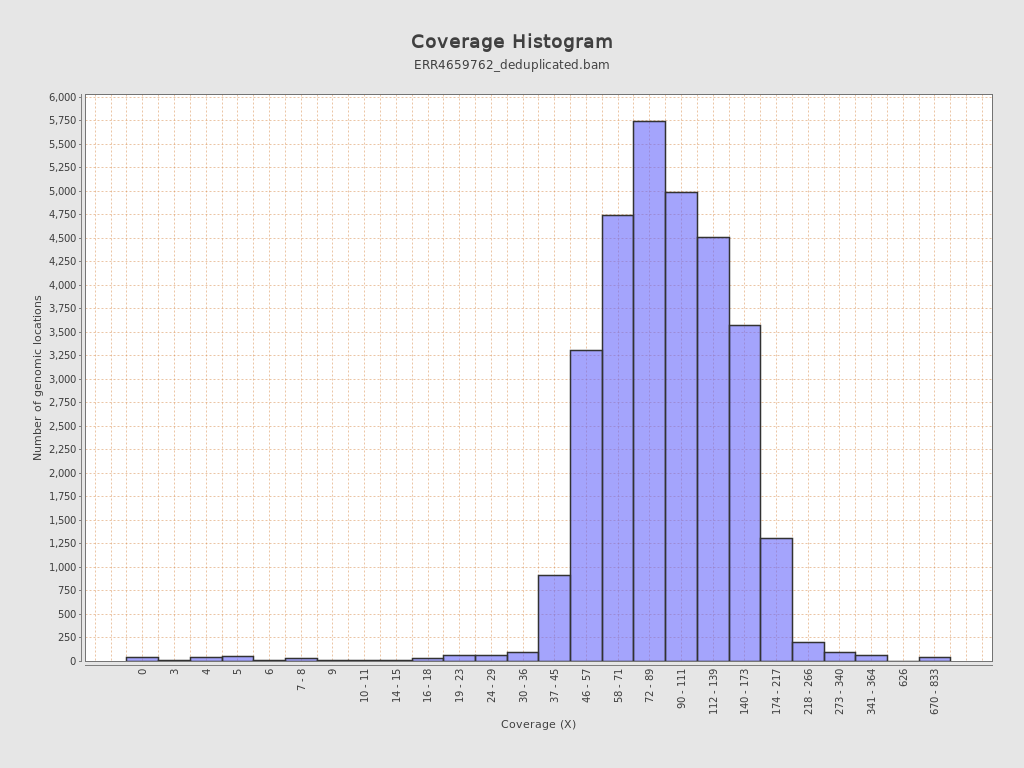 Coverage Histogram
ERR4659762_deduplicated.bam
Number of genomic locations
6,000
5,750
5,500
5,250
5,000
4,750
4,500
4,250
4,000
3,750
3,500
3,250
3,000
2,750
2,500
2,250
2,000
1,750
1,500
1,250
1,000
750
500
250
0
0
3
4
5
6
7 - 8
9
10 - 11
14 - 15
16 - 18
19 - 23
24 - 29
30 - 36
37 - 45
46 - 57
58 - 71
72 - 89
90 - 111
112 - 139
140 - 173
174 - 217
218 - 266
273 - 340
341 - 364
626
670 - 833
Coverage (X)